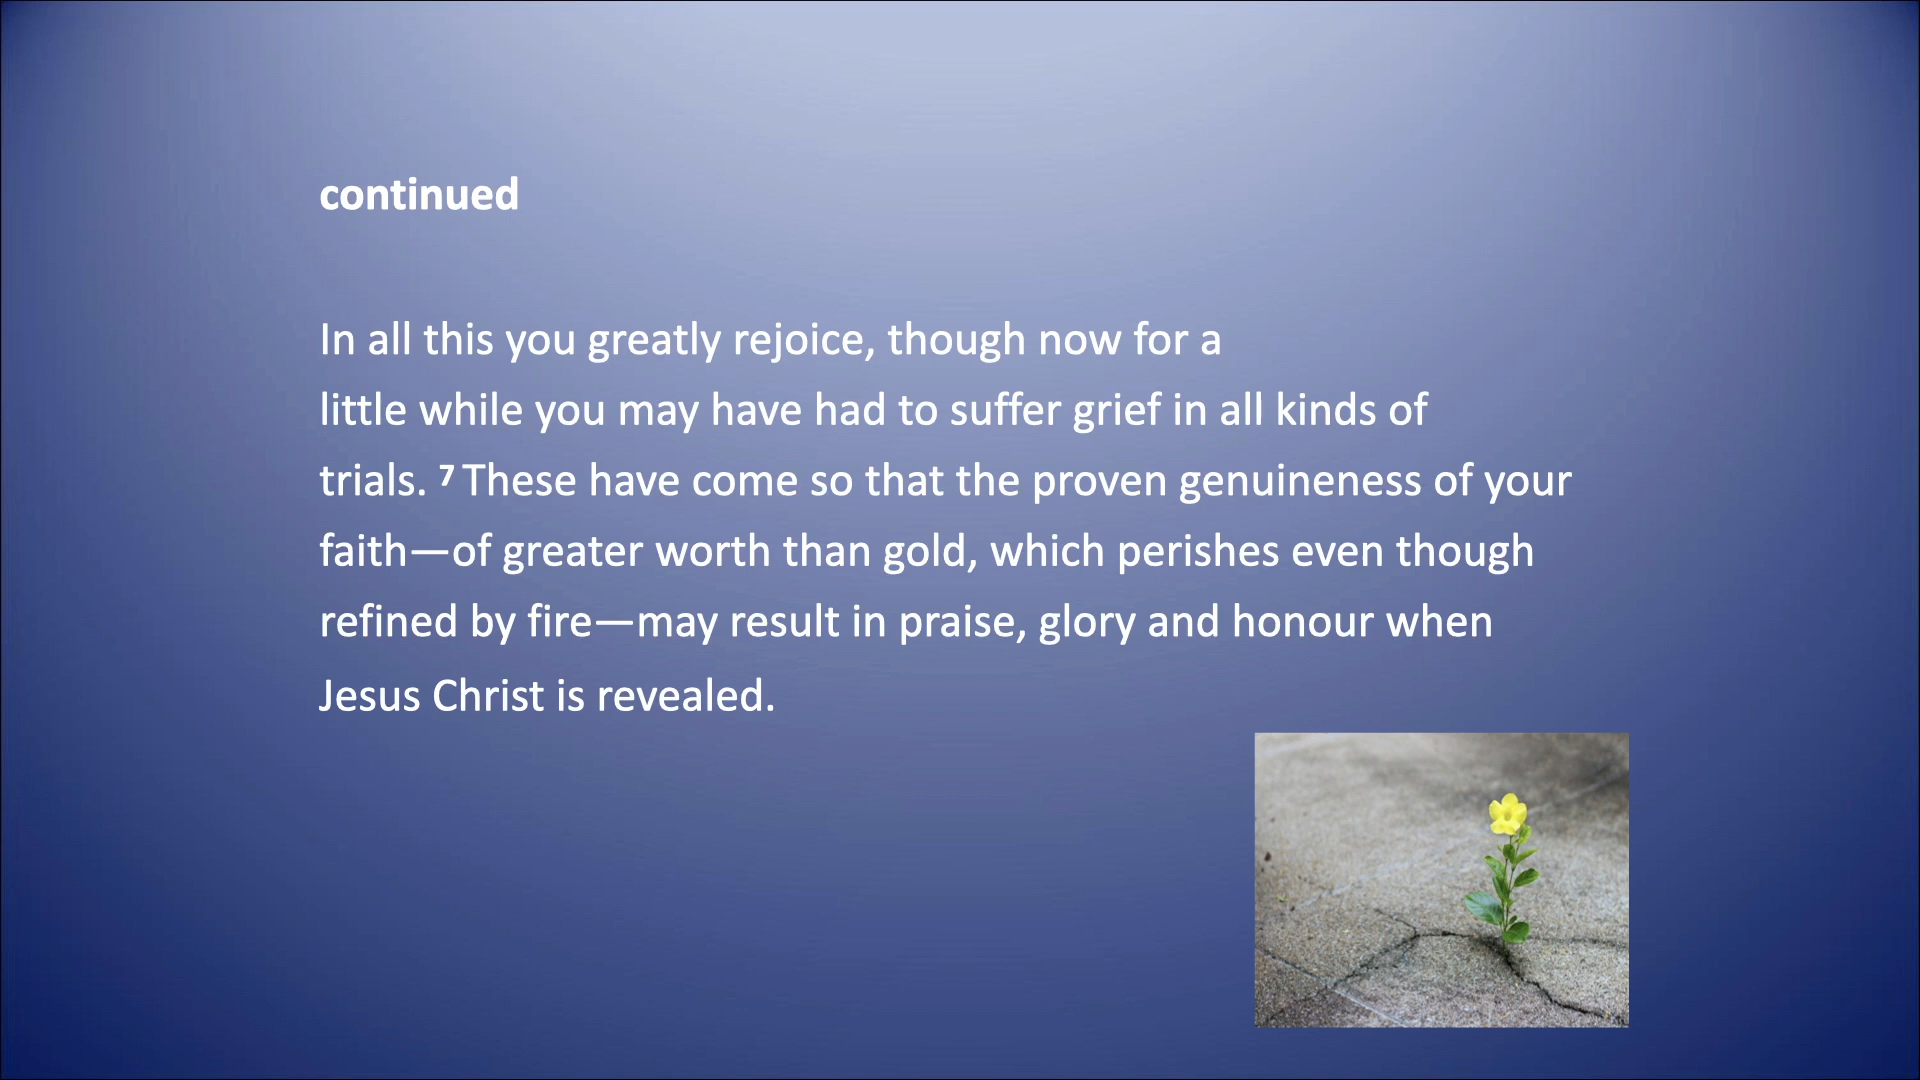 continued
In all this you greatly rejoice, though now for a
little while you may have had to suffer grief in all kinds of
trials. ⁷ These have come so that the proven genuineness of your
faith—of greater worth than gold, which perishes even though
refined by fire—may result in praise, glory and honour when
Jesus Christ is revealed.